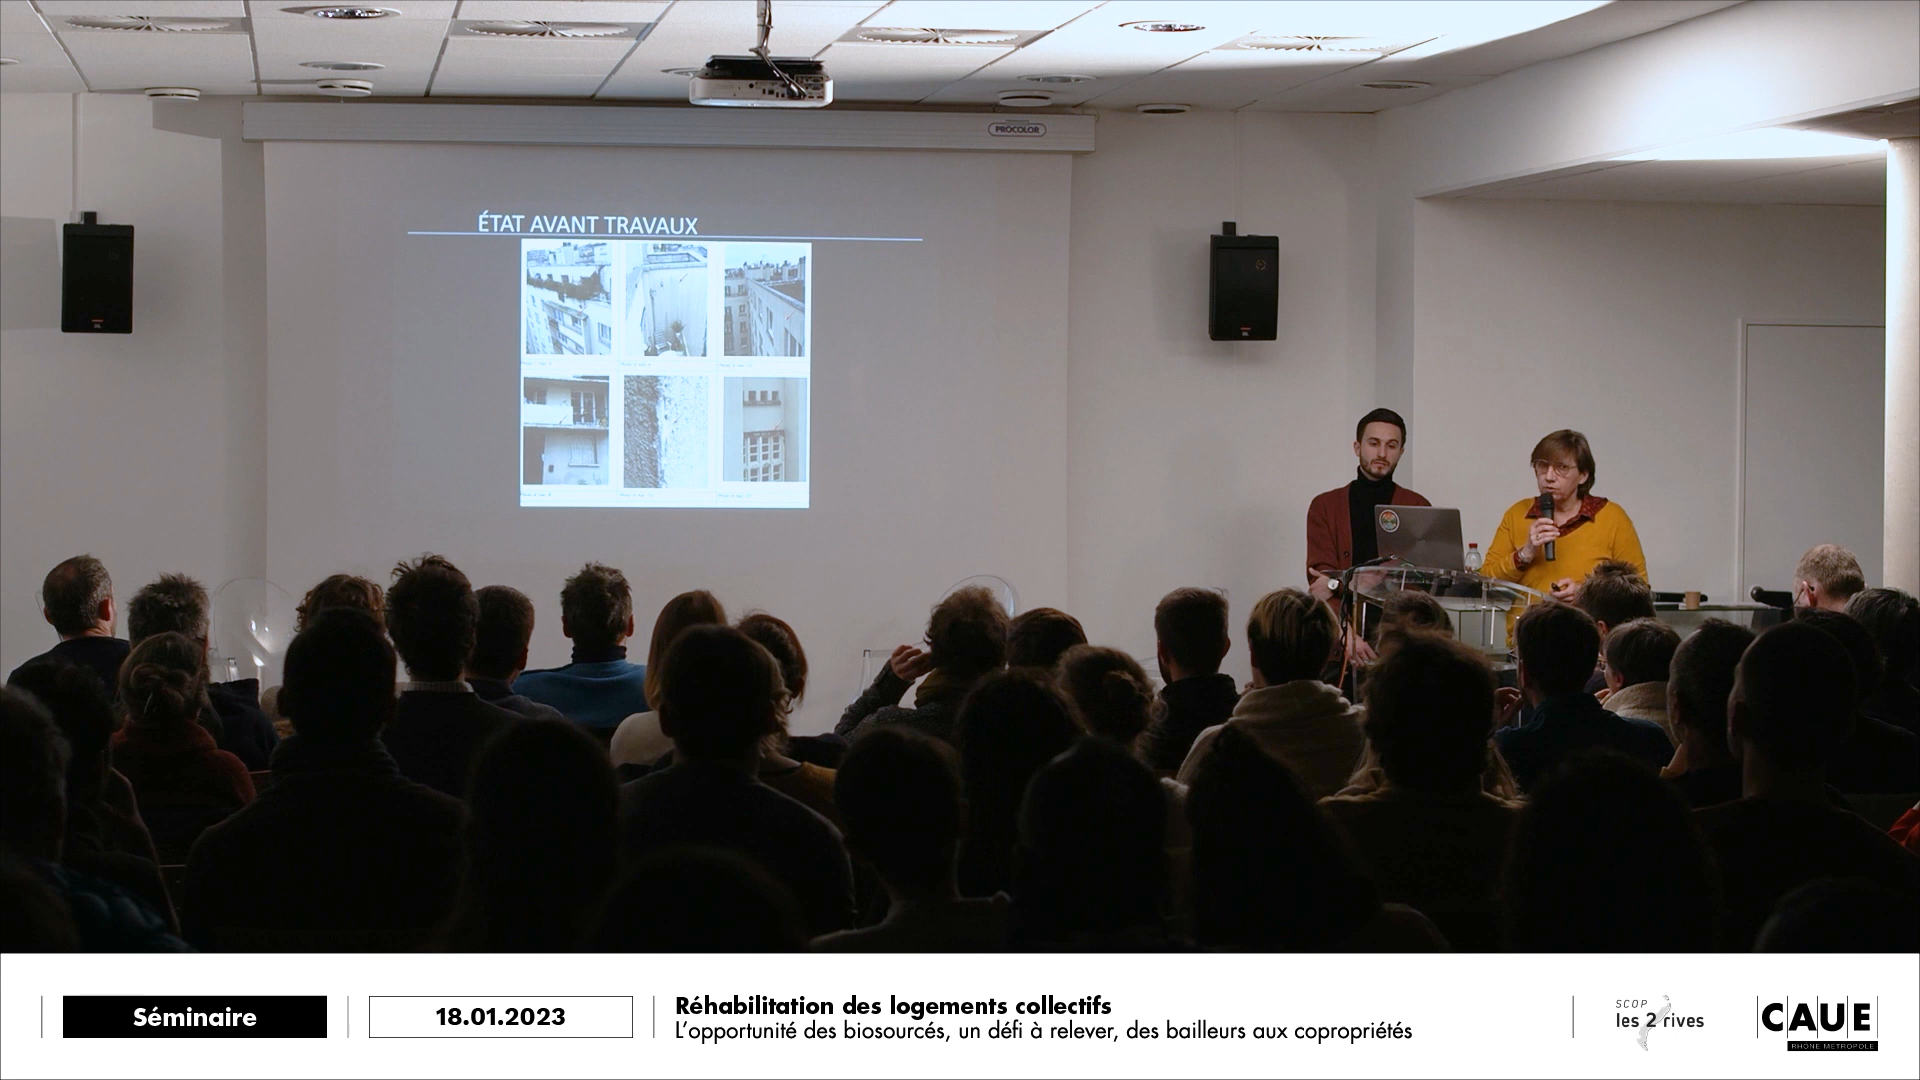 PROCOLOR
ÉTAT AVANT TRAVAUX
Séminaire
18.01.2023
Réhabilitation des logements collectifs
L'opportunité des biosourcés, un défi à relever, des bailleurs aux copropriétés
SCOP
les 2 rives
CAUE
RHÔNE METROPOLE